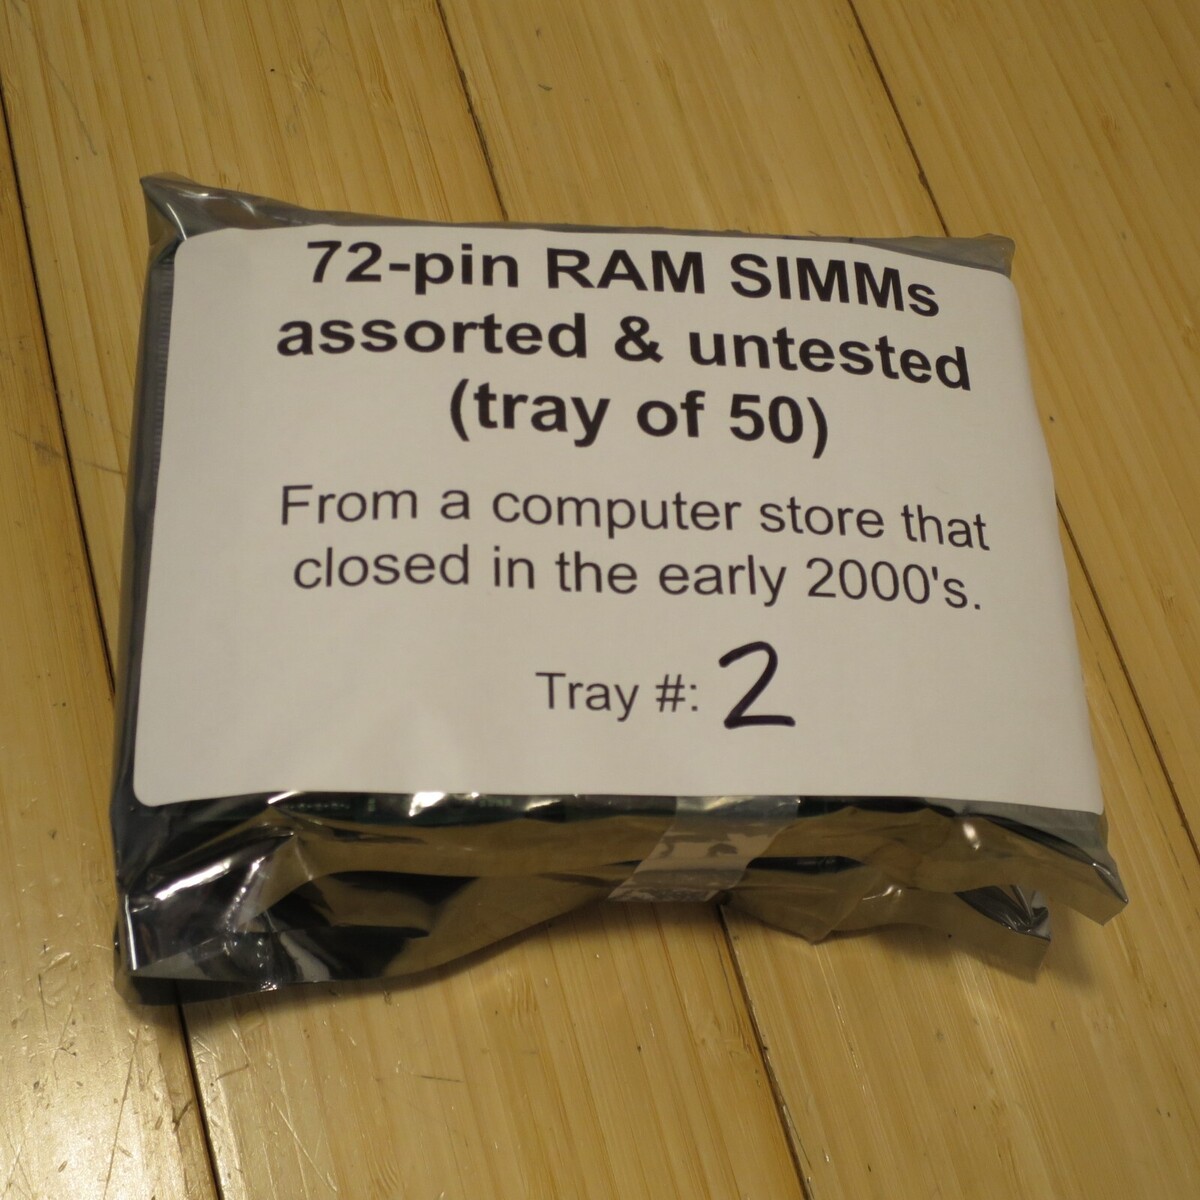 72-pin RAM SIMMs
assorted & untested
(tray of 50)
From a computer store that
closed in the early 2000's.
Tray #: 2